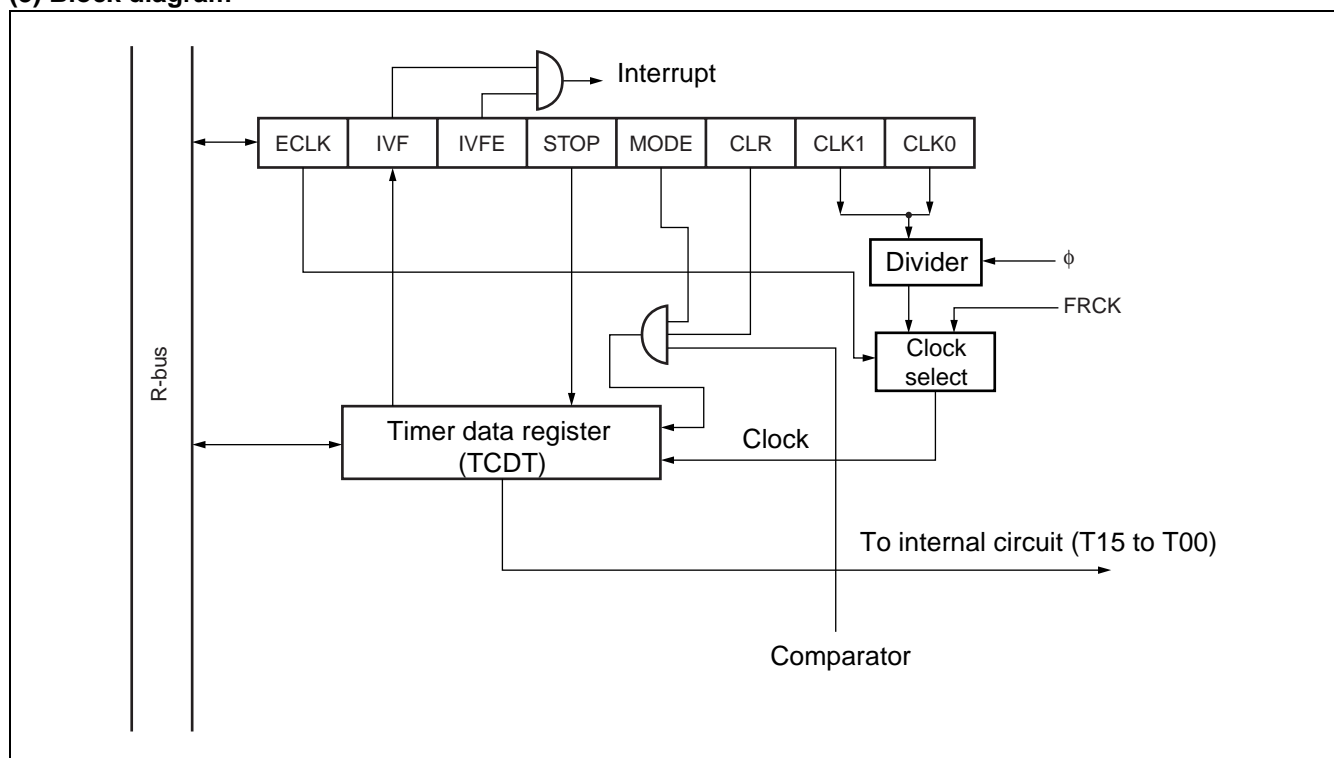 (3) Block diagram
Interrupt
ECLK IVF IVFE STOP MODE CLR CLK1 CLK0
Divider
ϕ
FRCK
Clock
select
R-bus
Timer data register
(TCDT)
Clock
To internal circuit (T15 to T00)
Comparator